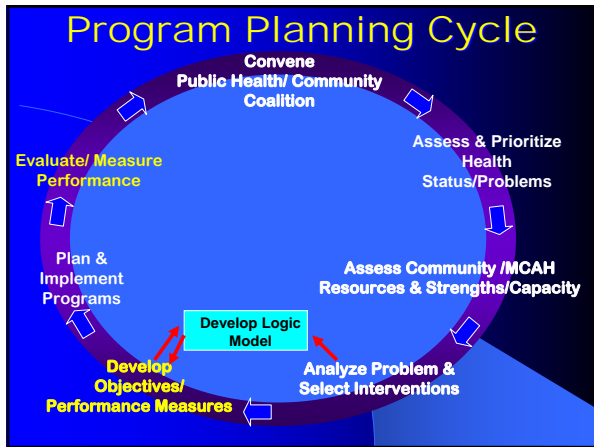 Program Planning Cycle
Convene
Public Health/ Community
Coalition
Assess & Prioritize
Health
Status/Problems
Assess Community /MCAH
Resources & Strengths/Capacity
Analyze Problem &
Select Interventions
Develop Logic
Model
Develop
Objectives/
Performance Measures
Plan &
Implement
Programs
Evaluate/ Measure
Performance